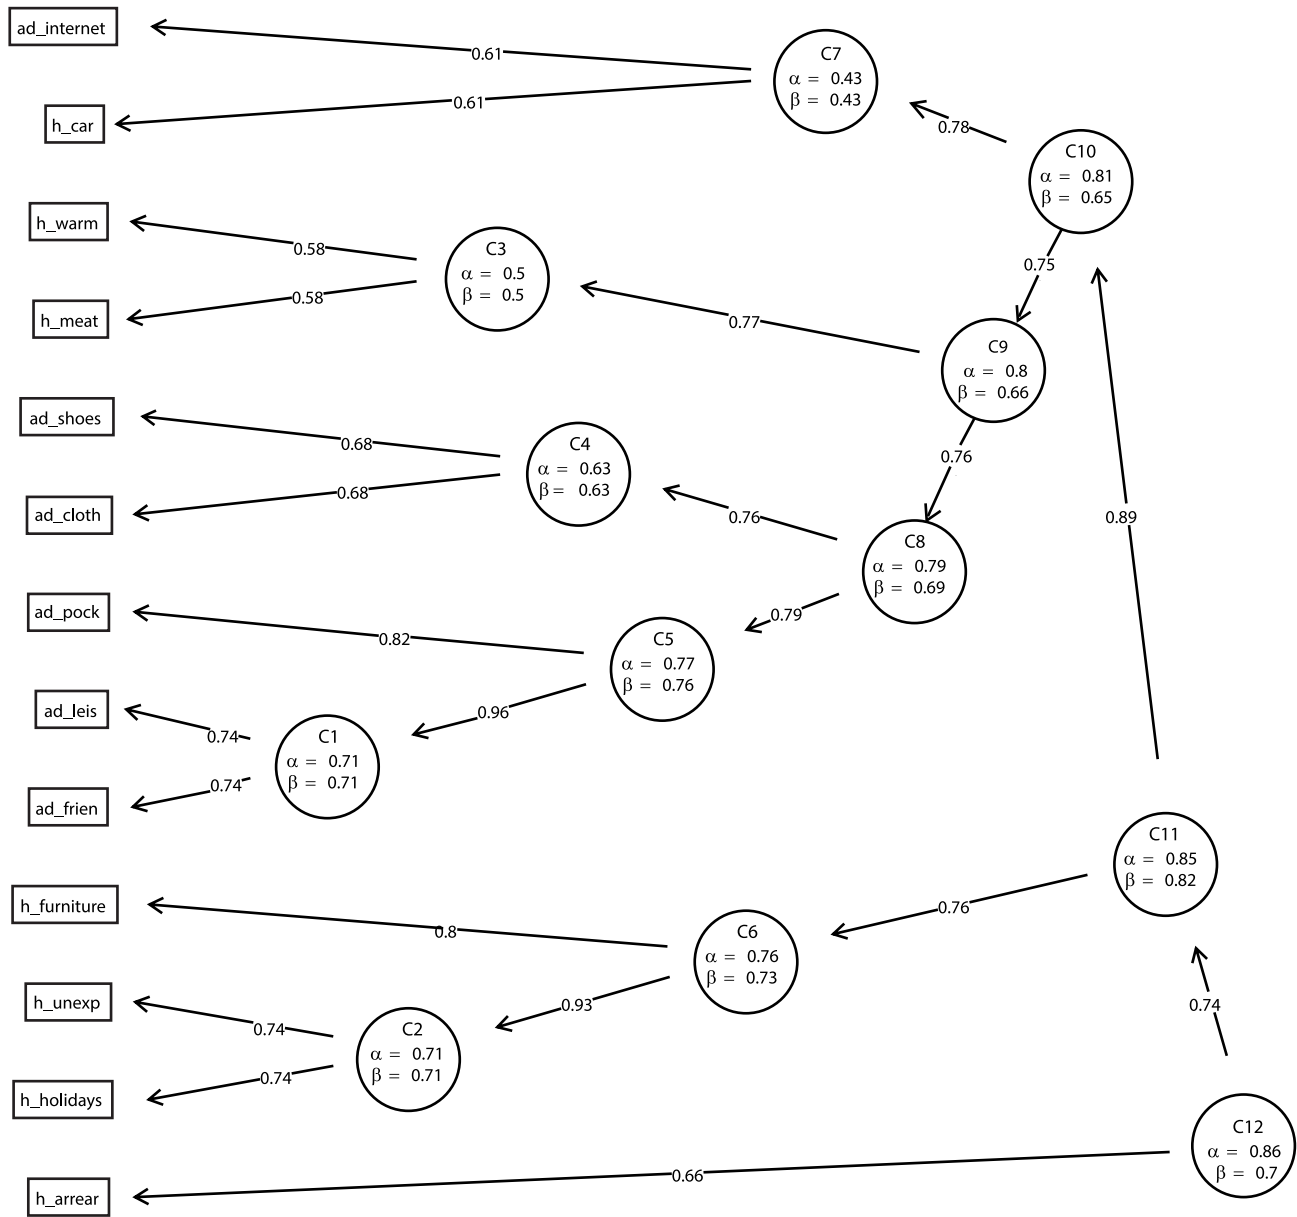 ad_internet
0.61
C7
α = 0.43
β = 0.43
h_car
0.61
0.78
C10
α = 0.81
β = 0.65
h_warm
0.58
C3
α = 0.5
β = 0.5
0.75
h_meat
0.58
0.77
C9
α = 0.8
β = 0.66
ad_shoes
0.68
C4
α = 0.63
β = 0.63
0.76
ad_cloth
0.68
0.76
C8
α = 0.79
β = 0.69
0.89
ad_pock
0.82
C5
α = 0.77
β = 0.76
0.79
ad_leis
0.74
C1
α = 0.71
β = 0.71
0.96
ad_frien
0.74
C11
α = 0.85
β = 0.82
h_furniture
0.8
C6
α = 0.76
β = 0.73
0.76
h_unexp
0.74
C2
α = 0.71
β = 0.71
0.93
0.74
h_holidays
0.74
C12
α = 0.86
β = 0.7
h_arrear
0.66